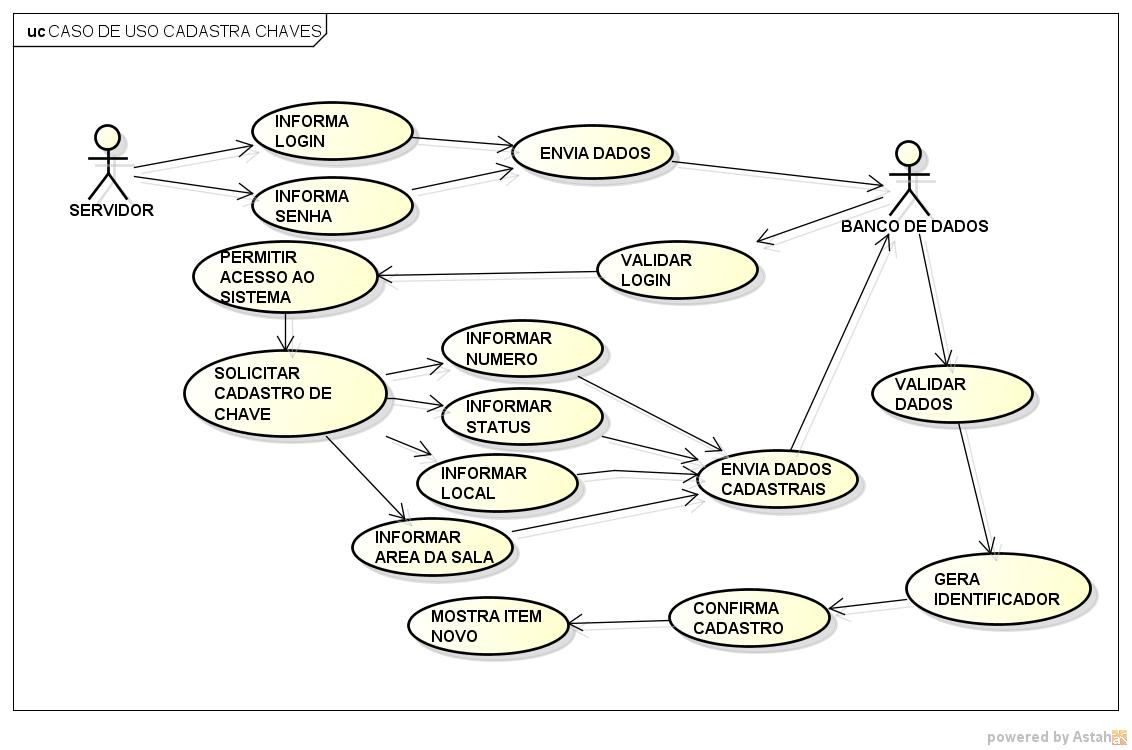 uc CASO DE USO CADASTRA CHAVES
INFORMA
LOGIN
ENVIA DADOS
INFORMA
SENHA
SERVIDOR
BANCO DE DADOS
PERMITIR
ACESSO AO
SISTEMA
VALIDAR
LOGIN
SOLICITAR
CADASTRO DE
CHAVE
INFORMAR
NUMERO
INFORMAR
STATUS
VALIDAR
DADOS
INFORMAR
LOCAL
ENVIA DADOS
CADASTRAIS
INFORMAR
AREA DA SALA
GERA
IDENTIFICADOR
CONFIRMA
CADASTRO
MOSTRA ITEM
NOVO
powered by Astah